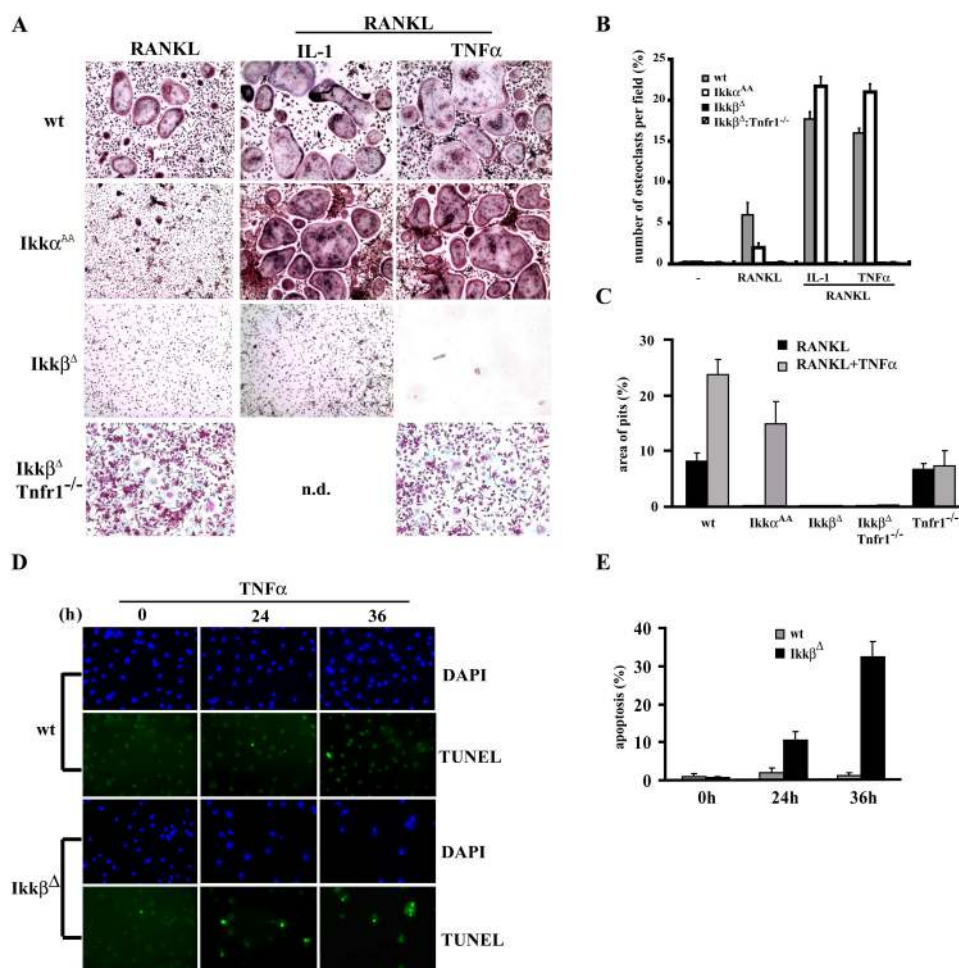 A
RANKL
RANKL
IL-1
TNFα
wt
Ikkα^AA
Ikkβ^Δ
Ikkβ^Δ
Tnfr1^-/-
n.d.
B
number of osteoclasts per field (%)
25
20
15
10
5
0
wt
Ikkα^AA
Ikkβ^Δ
Ikkβ^Δ:Tnfr1^-/-
-
RANKL
IL-1
TNFα
RANKL
C
area of pits (%)
30
20
10
0
RANKL
RANKL+TNFα
wt
Ikkα^AA
Ikkβ^Δ
Ikkβ^Δ
Tnfr1^-/-
Tnfr1^-/-
D
TNFα
(h)
0
24
36
wt
DAPI
TUNEL
Ikkβ^Δ
DAPI
TUNEL
E
apoptosis (%)
40
30
20
10
0
wt
Ikkβ^Δ
0h
24h
36h